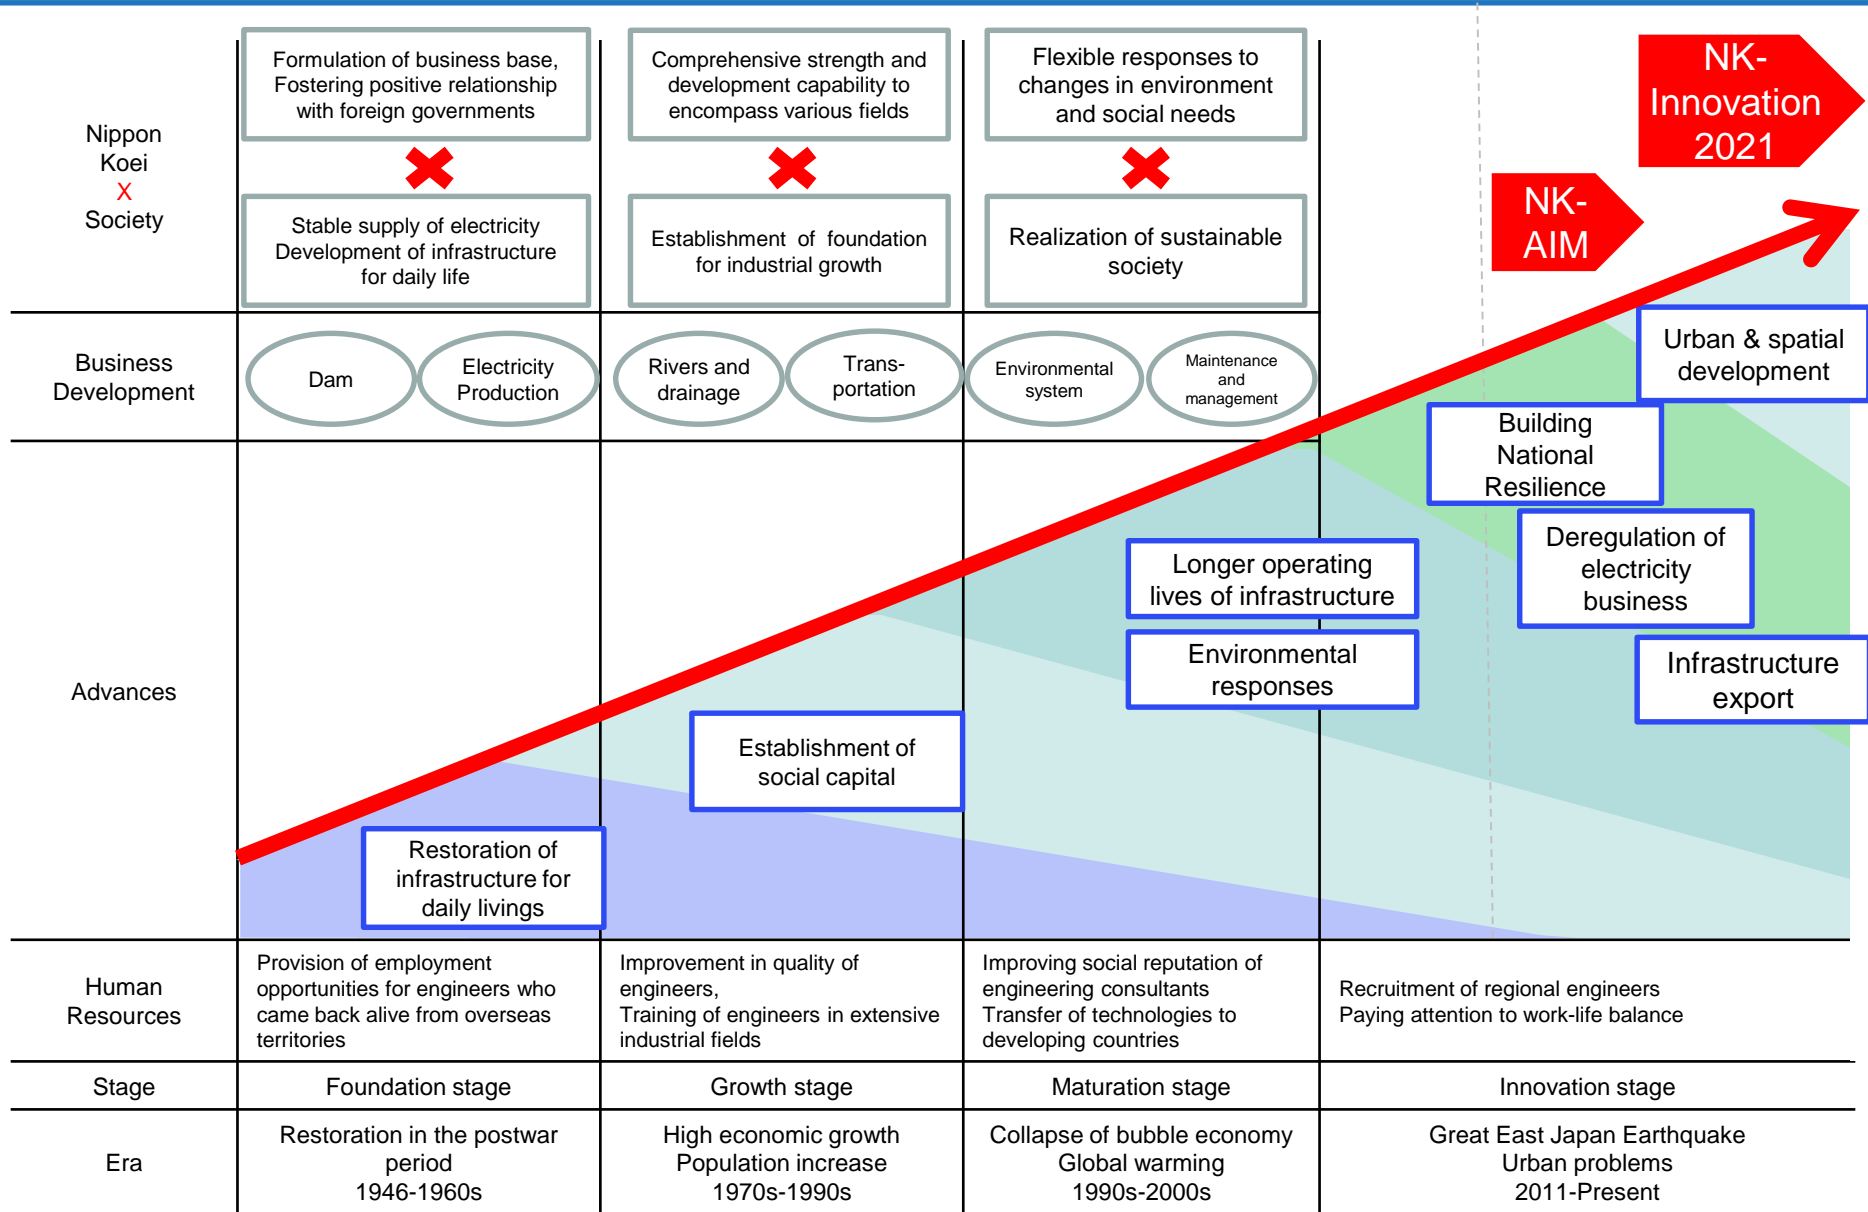 Nippon
Koei
X
Society
Formulation of business base,
Fostering positive relationship
with foreign governments
Stable supply of electricity
Development of infrastructure
for daily life
Comprehensive strength and
development capability to
encompass various fields
Establishment of foundation
for industrial growth
Flexible responses to
changes in environment
and social needs
Realization of sustainable
society
NK-
AIM
NK-
Innovation
2021
Business
Development
Dam
Electricity
Production
Rivers and
drainage
Trans-
portation
Environmental
system
Maintenance
and
management
Advances
Restoration of
infrastructure for
daily livings
Establishment of
social capital
Longer operating
lives of infrastructure
Environmental
responses
Building
National
Resilience
Urban & spatial
development
Deregulation of
electricity
business
Infrastructure
export
Human
Resources
Provision of employment
opportunities for engineers who
came back alive from overseas
territories
Improvement in quality of
engineers,
Training of engineers in extensive
industrial fields
Improving social reputation of
engineering consultants
Transfer of technologies to
developing countries
Recruitment of regional engineers
Paying attention to work-life balance
Stage
Foundation stage
Growth stage
Maturation stage
Innovation stage
Era
Restoration in the postwar
period
1946-1960s
High economic growth
Population increase
1970s-1990s
Collapse of bubble economy
Global warming
1990s-2000s
Great East Japan Earthquake
Urban problems
2011-Present